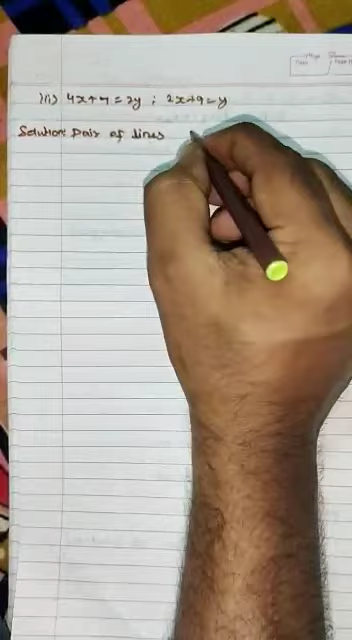 iii) 4x+7=2y ; 2x+9=y
Solution: Pair of lines